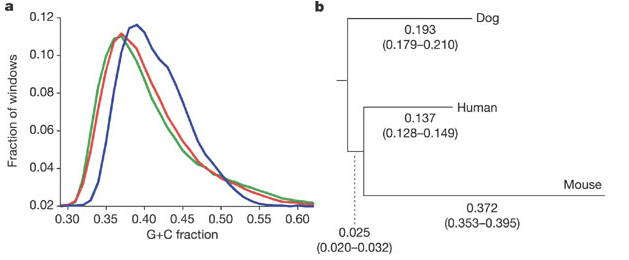 a
Fraction of windows
0.12
0.10
0.08
0.06
0.04
0.02
0.30 0.35 0.40 0.45 0.50 0.55 0.60
G+C fraction
b
Dog
0.193
(0.179–0.210)
Human
0.137
(0.128–0.149)
Mouse
0.372
(0.353–0.395)
0.025
(0.020–0.032)